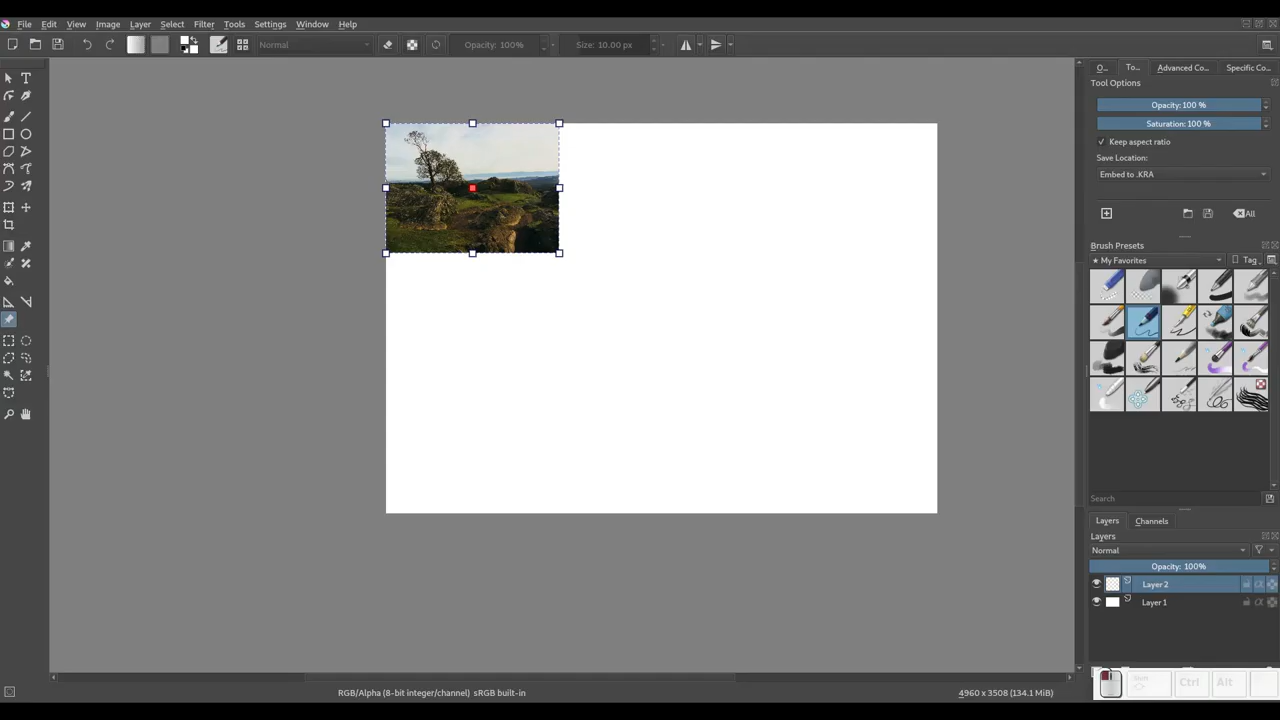 File Edit View Image Layer Select Filter Tools Settings Window Help
Normal Opacity: 100% Size: 10.00 px
O... To... Advanced Co... Specific Co...
Tool Options
Opacity: 100 %
Saturation: 100 %
Keep aspect ratio
Save Location:
Embed to .KRA
All
Brush Presets
★ My Favorites Tag
Search
Layers Channels
Layers
Normal
Opacity: 100%
Layer 2
Layer 1
Shift Ctrl Alt
RGB/Alpha (8-bit integer/channel) sRGB built-in 4960 x 3508 (134.1 MiB)